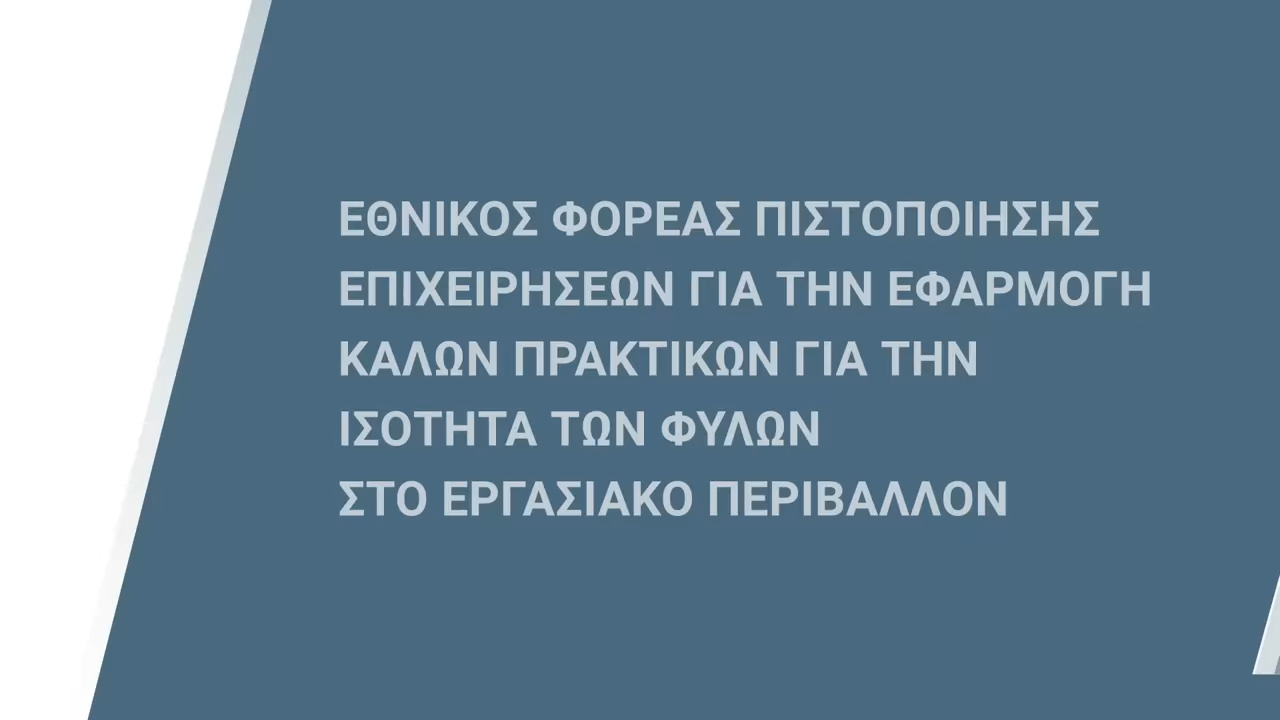 ΕΘΝΙΚΟΣ ΦΟΡΕΑΣ ΠΙΣΤΟΠΟΙΗΣΗΣ
ΕΠΙΧΕΙΡΗΣΕΩΝ ΓΙΑ ΤΗΝ ΕΦΑΡΜΟΓΗ
ΚΑΛΩΝ ΠΡΑΚΤΙΚΩΝ ΓΙΑ ΤΗΝ
ΙΣΟΤΗΤΑ ΤΩΝ ΦΥΛΩΝ
ΣΤΟ ΕΡΓΑΣΙΑΚΟ ΠΕΡΙΒΑΛΛΟΝ